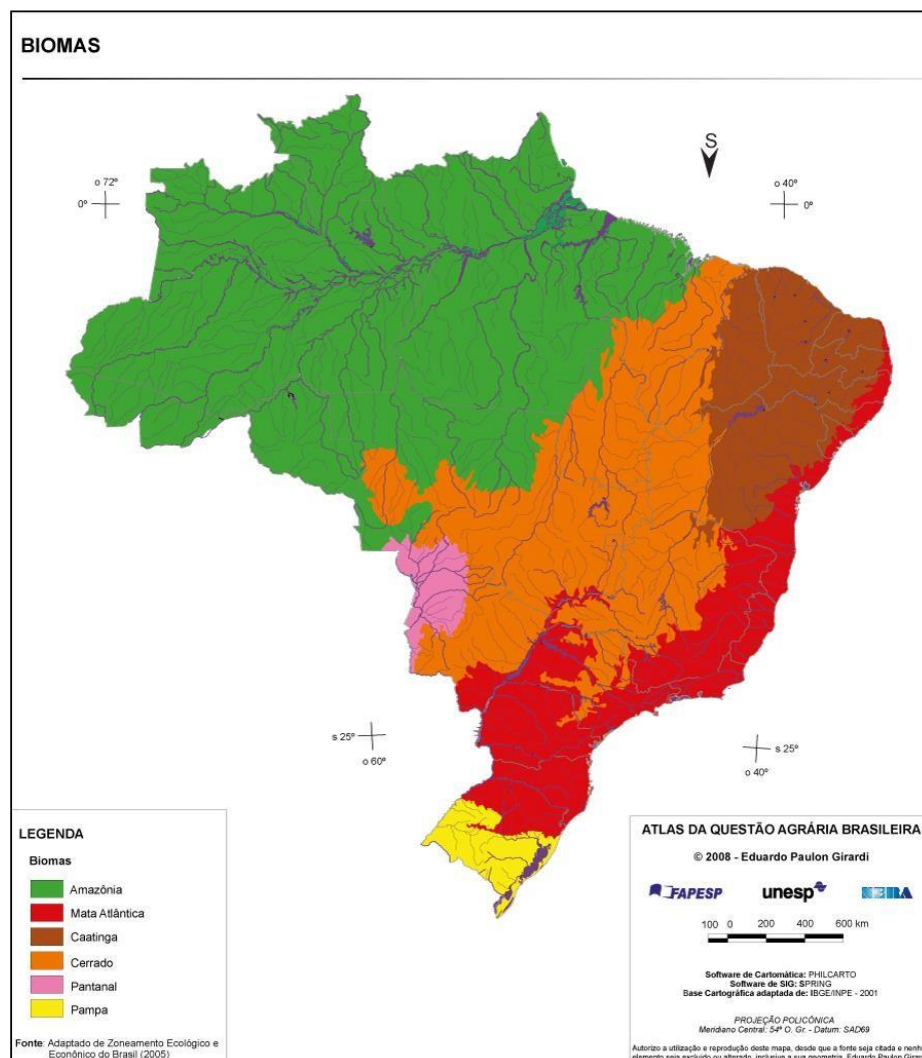 BIOMAS
S
o 72º
0º
o 40º
0º
s 25º
o 60º
s 25º
o 40º
LEGENDA
Biomas
Amazônia
Mata Atlântica
Caatinga
Cerrado
Pantanal
Pampa
Fonte: Adaptado de Zoneamento Ecológico e
Econônico do Brasil (2005)
ATLAS DA QUESTÃO AGRÁRIA BRASILEIRA
© 2008 - Eduardo Paulon Girardi
FAPESP unesp NERA
100 0 200 400 600 km
Software de Cartomática: PHILCARTO
Software de SIG: SPRING
Base Cartográfica adaptada de: IBGE/INPE - 2001
PROJEÇÃO POLICÔNICA
Meridiano Central: 54º O. Gr. - Datum: SAD69
Autorizo a utilização e reprodução deste mapa, desde que a fonte seja citada e nenh
elemento seja excluído ou alterado, inclusive a sua geometria. Eduardo Paulon Gira